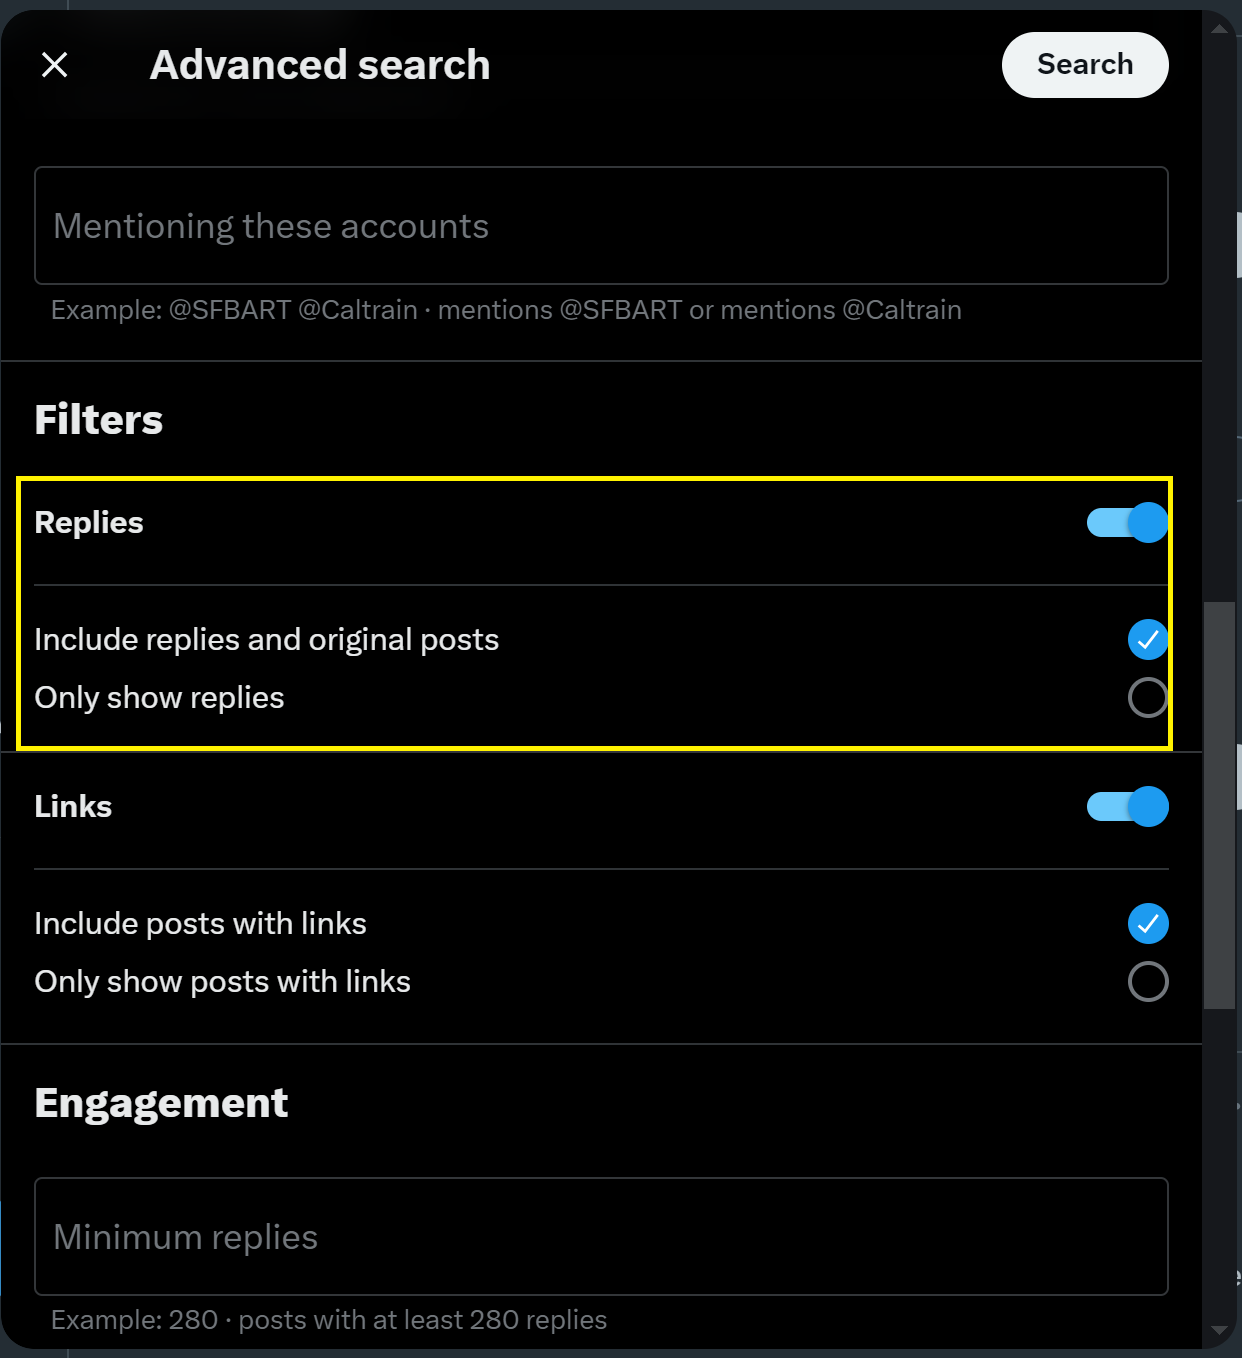 Advanced search
Search
Mentioning these accounts
Example: @SFBART @Caltrain · mentions @SFBART or mentions @Caltrain
Filters
Replies
Include replies and original posts
Only show replies
Links
Include posts with links
Only show posts with links
Engagement
Minimum replies
Example: 280 · posts with at least 280 replies